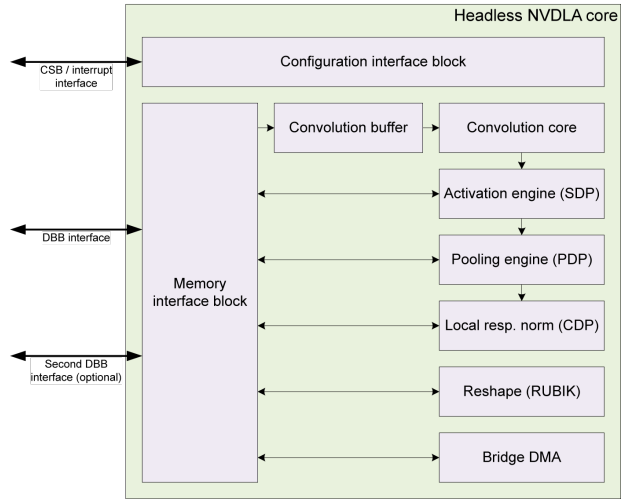 Headless NVDLA core
CSB / interrupt
interface
Configuration interface block
Convolution buffer
Convolution core
Activation engine (SDP)
DBB interface
Pooling engine (PDP)
Memory
interface block
Local resp. norm (CDP)
Second DBB
interface (optional)
Reshape (RUBIK)
Bridge DMA